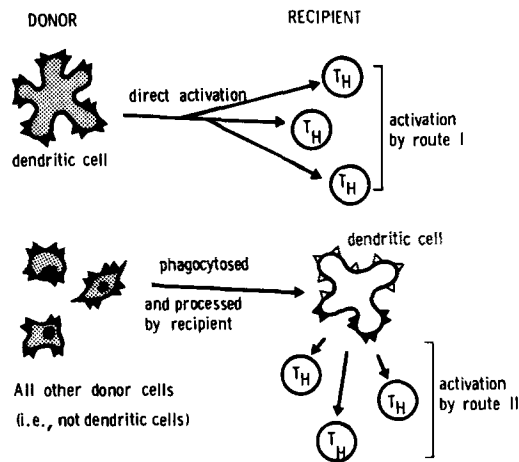 DONOR
RECIPIENT
direct activation
dendritic cell
T_H
T_H
T_H
activation
by route I
dendritic cell
phagocytosed
and processed
by recipient
All other donor cells
(i.e., not dendritic cells)
T_H
T_H
T_H
activation
by route II